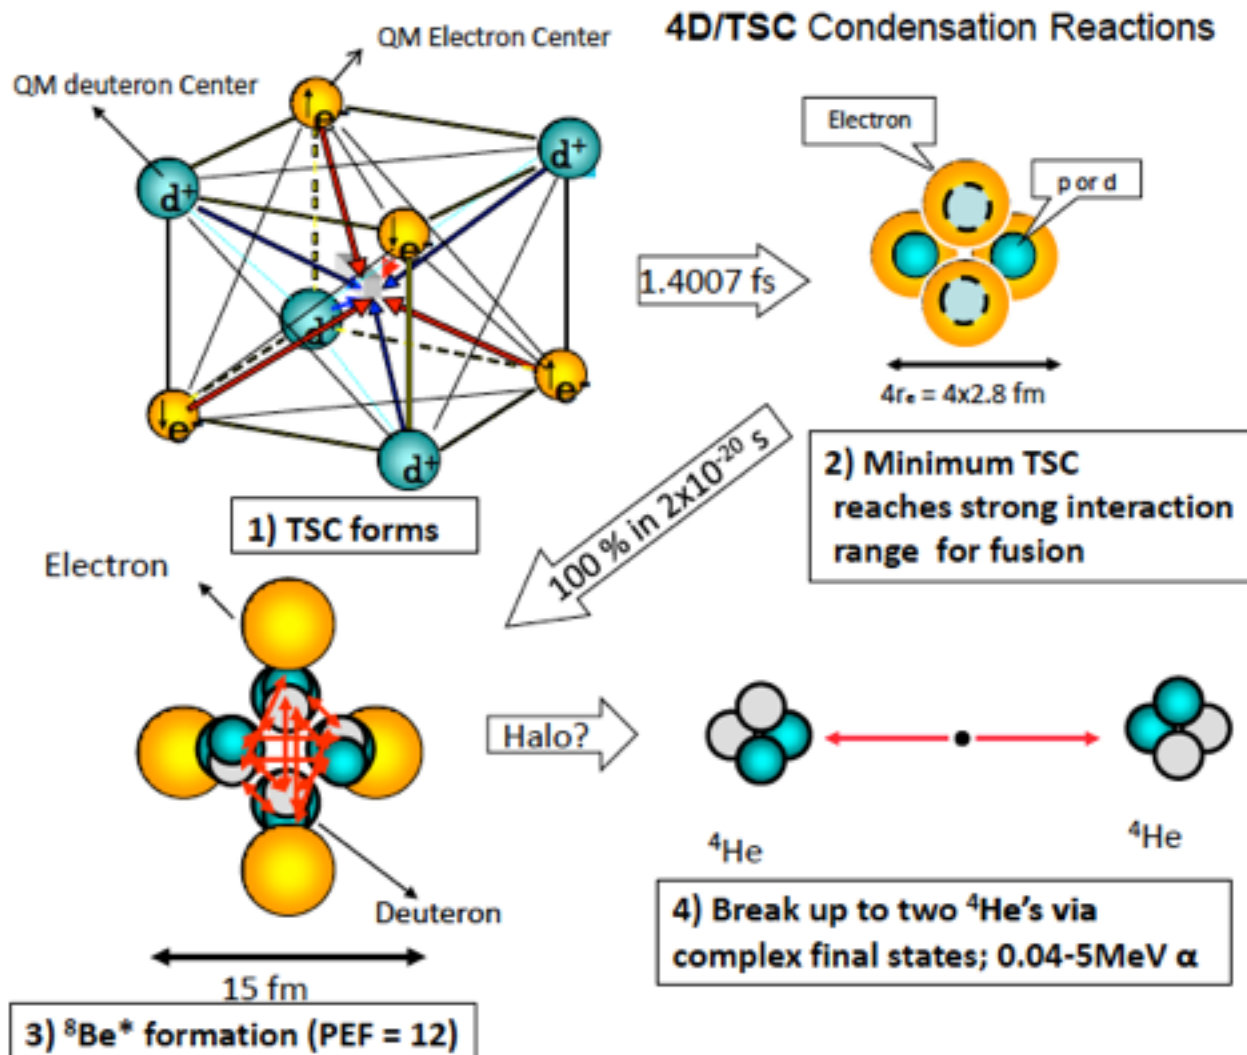 4D/TSC Condensation Reactions
QM Electron Center
QM deuteron Center
e-
d+
d+
e-
d+
e-
e-
d+
1) TSC forms
1.4007 fs
Electron
p or d
4re = 4x2.8 fm
2) Minimum TSC
reaches strong interaction
range for fusion
100 % in 2x10-20 s
Electron
Deuteron
15 fm
3) 8Be* formation (PEF = 12)
Halo?
4He
4He
4) Break up to two 4He's via
complex final states; 0.04-5MeV α